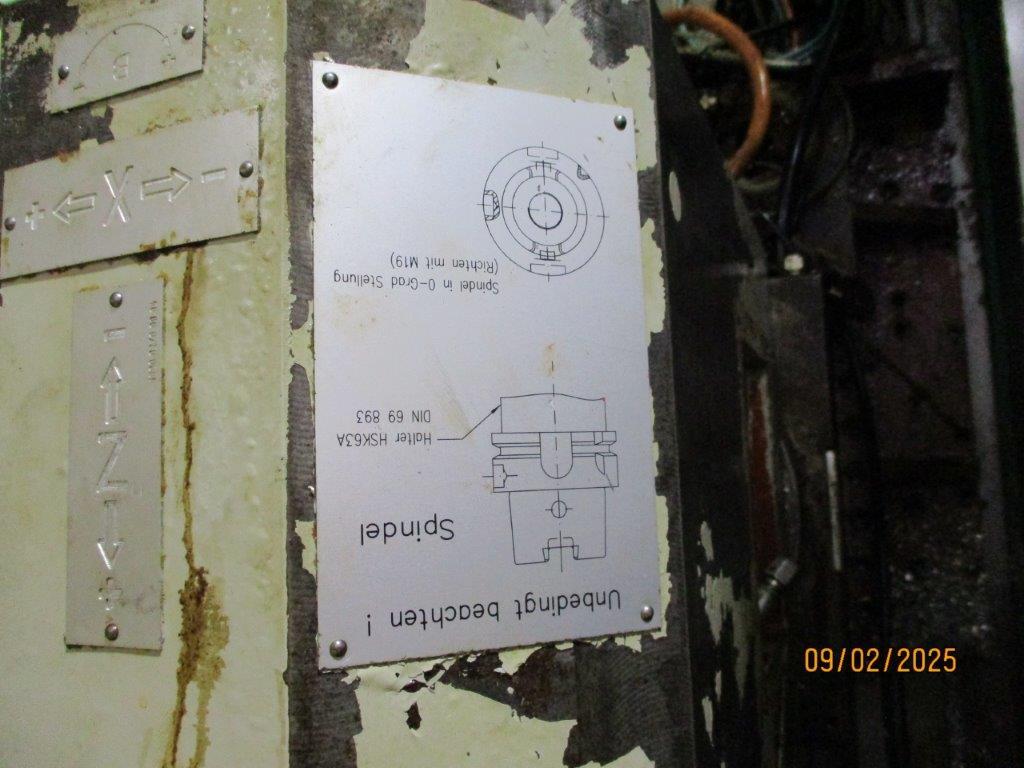 Unbedingt beachten !
Spindel
Halter HSK63A
DIN 69 893
Spindel in 0-Grad Stellung
(Richten mit M19)
- B +
+ X -
- Z +
09/02/2025